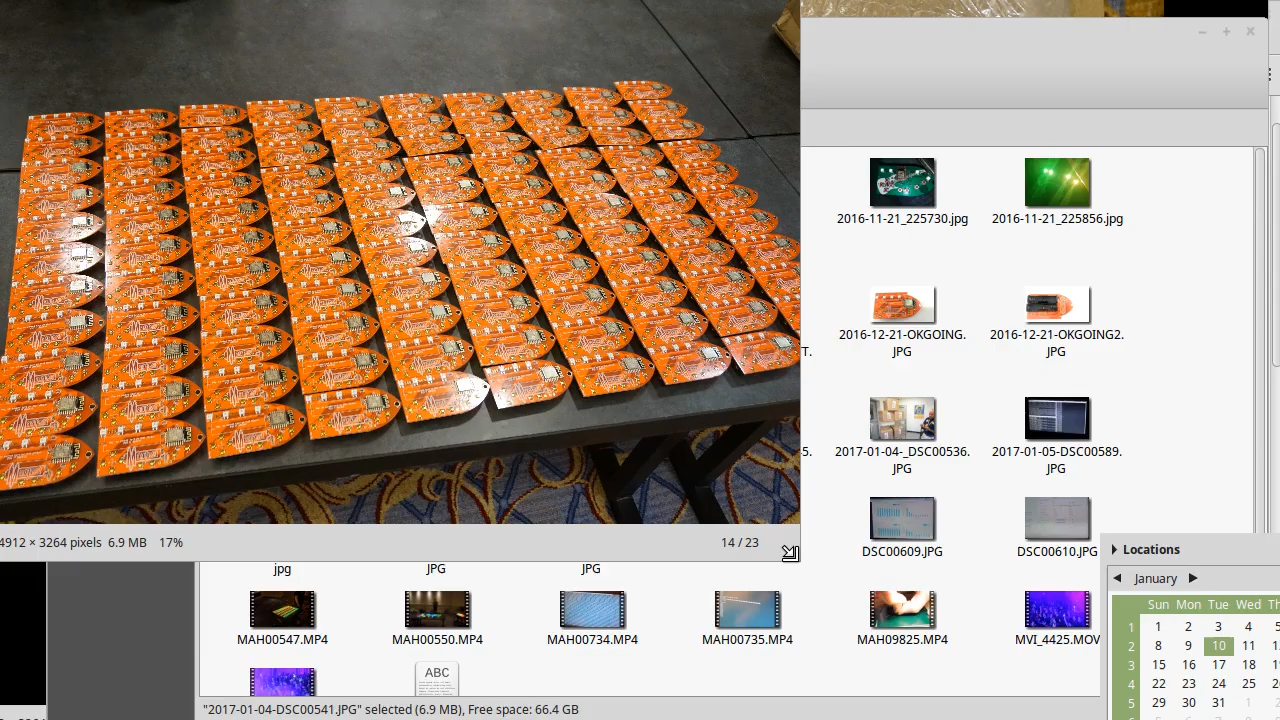 2016-11-21_225730.jpg
2016-11-21_225856.jpg
2016-12-21-OKGOING.
JPG
2016-12-21-OKGOING2.
JPG
T.
2017-01-04-_DSC00536.
JPG
2017-01-05-DSC00589.
JPG
5.
DSC00609.JPG
DSC00610.JPG
4912 × 3264 pixels 6.9 MB 17%
14 / 23
jpg
JPG
JPG
MAH00547.MP4
MAH00550.MP4
MAH00734.MP4
MAH00735.MP4
MAH09825.MP4
MVI_4425.MOV
ABC
"2017-01-04-DSC00541.JPG" selected (6.9 MB), Free space: 66.4 GB
Locations
January
Sun Mon Tue Wed Th
1 1 2 3 4 5
2 8 9 10 11
3 15 16 17 18
4 22 23 24 25
5 29 30 31 1